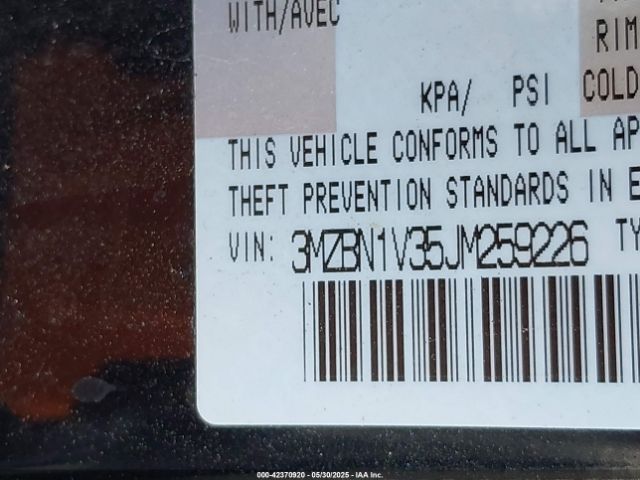 WITH/AVEC
RIM
KPA/ PSI COLD
THIS VEHICLE CONFORMS TO ALL AP
THEFT PREVENTION STANDARDS IN E
VIN: 3MZBN1V35JM259226 TY
000-42370920 - 05/30/2025 - IAA Inc.